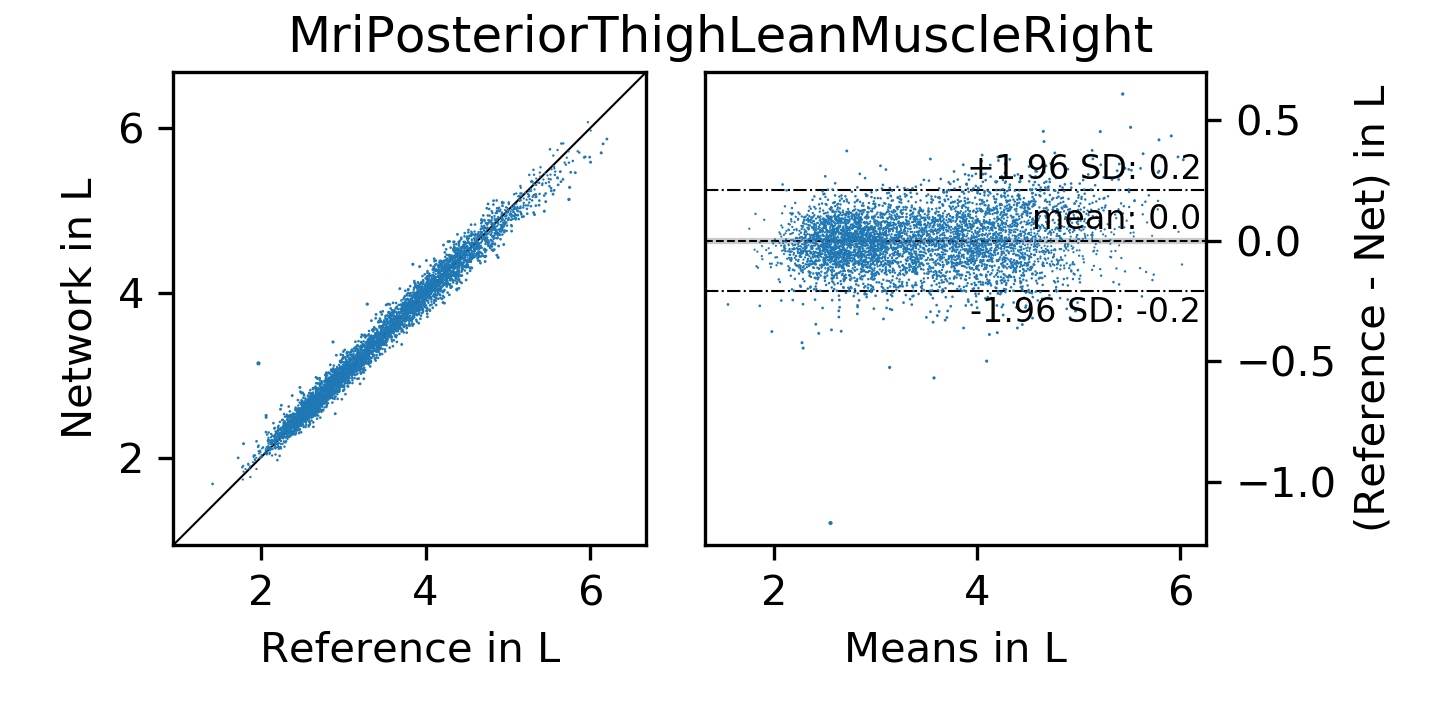 MriPosteriorThighLeanMuscleRight
Network in L
6
4
2
2 4 6
Reference in L
+1.96 SD: 0.2
mean: 0.0
-1.96 SD: -0.2
2 4 6
Means in L
0.5
0.0
−0.5
−1.0
(Reference - Net) in L